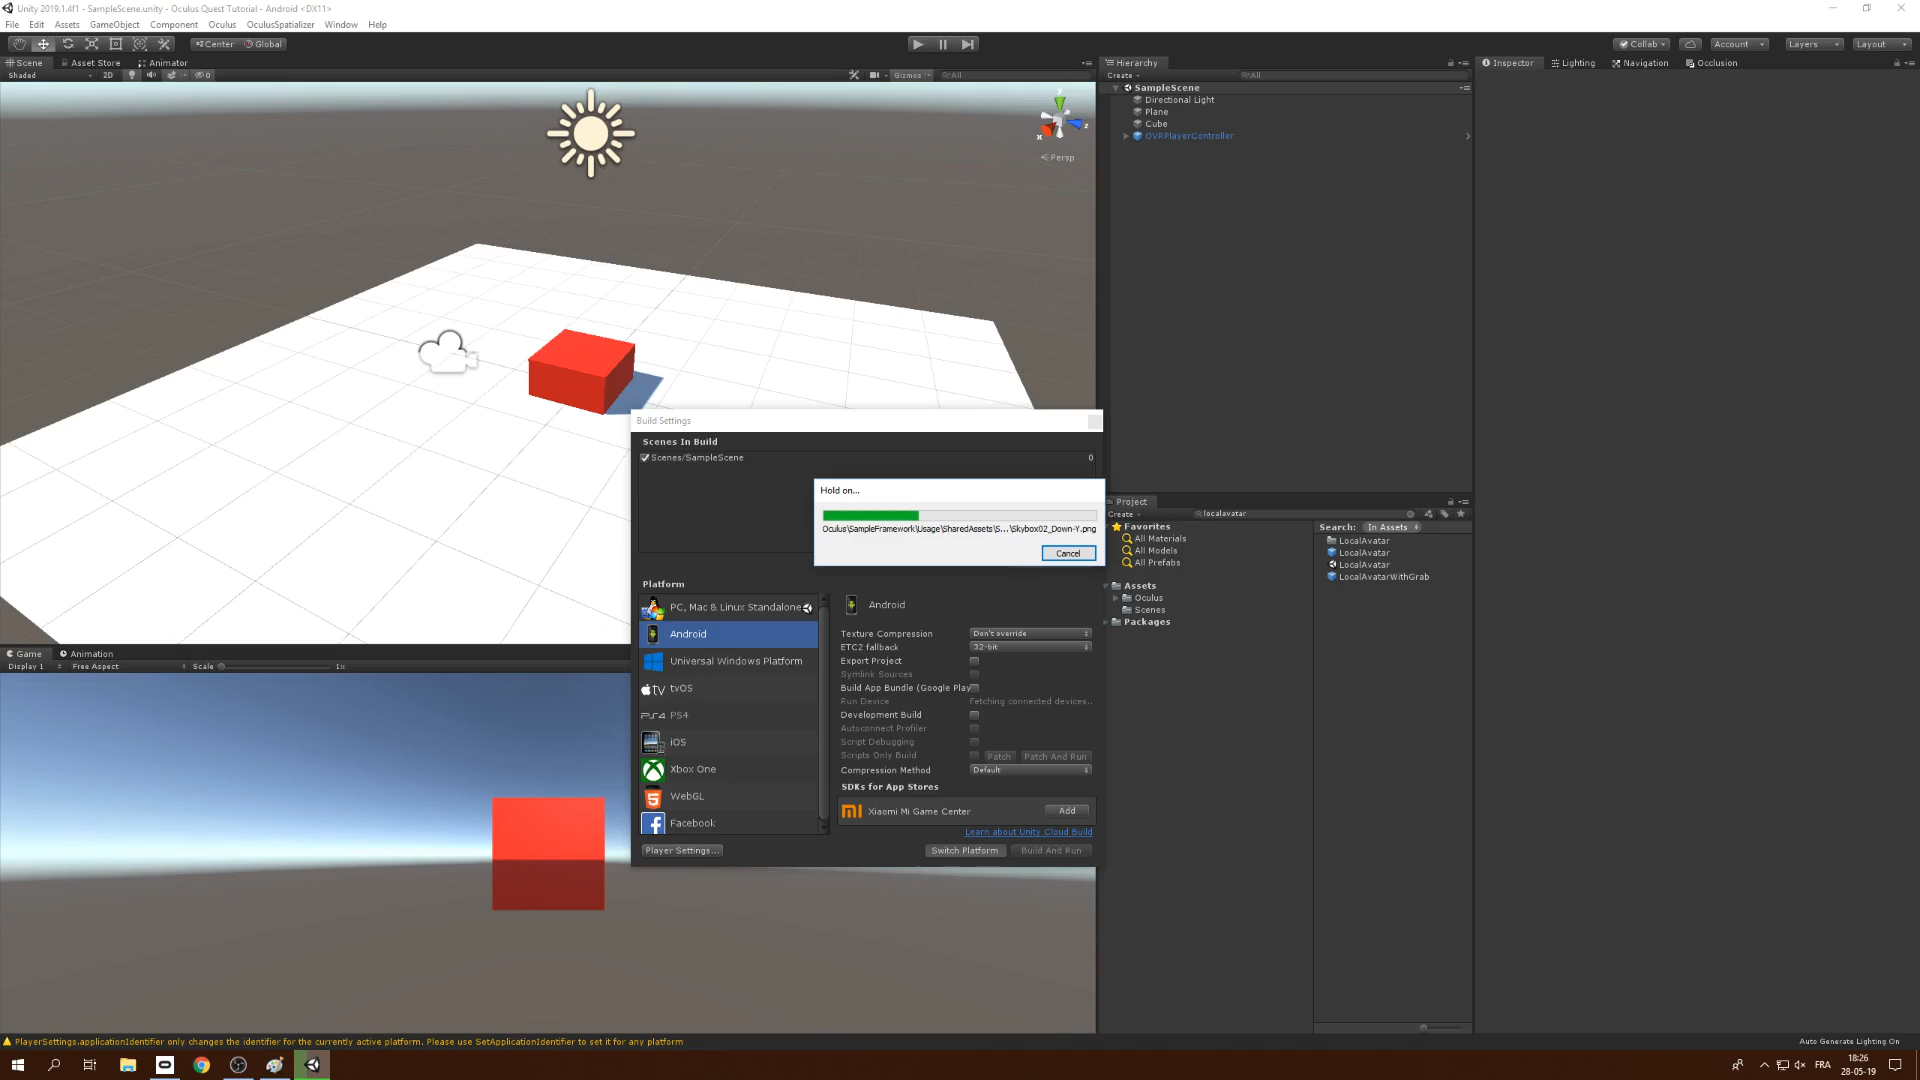 Unity 2019.1.4f1 - SampleScene.unity - Oculus Quest Tutorial - Android <DX11>
File Edit Assets GameObject Component Oculus OculusSpatializer Window Help
Center Global
Collab Account Layers Layout
Scene Asset Store Animator
Shaded 2D 0 Gizmos All
y
x z
Persp
Hierarchy
Create All
SampleScene
Directional Light
Plane
Cube
OVRPlayerController
Inspector Lighting Navigation Occlusion
Build Settings
Scenes In Build
Scenes/SampleScene 0
Hold on...
Oculus\SampleFramework\Usage\SharedAssets\S...\Skybox02_Down-Y.png
Cancel
Platform
PC, Mac & Linux Standalone
Android
Universal Windows Platform
tv tvOS
PS4 PS4
iOS
Xbox One
WebGL
Facebook
Player Settings...
Android
Texture Compression Don't override
ETC2 fallback 32-bit
Export Project
Symlink Sources
Build App Bundle (Google Play
Run Device Fetching connected devices..
Development Build
Autoconnect Profiler
Script Debugging
Scripts Only Build Patch Patch And Run
Compression Method Default
SDKs for App Stores
Xiaomi Mi Game Center Add
Learn about Unity Cloud Build
Switch Platform Build And Run
Project
Create localavatar
Favorites
All Materials
All Models
All Prefabs
Assets
Oculus
Scenes
Packages
Search: In Assets
LocalAvatar
LocalAvatar
LocalAvatar
LocalAvatarWithGrab
Game Animation
Display 1 Free Aspect Scale 1x
PlayerSettings.applicationIdentifier only changes the identifier for the currently active platform. Please use SetApplicationIdentifier to set it for any platform
Auto Generate Lighting On
FRA
18:26
28-05-19